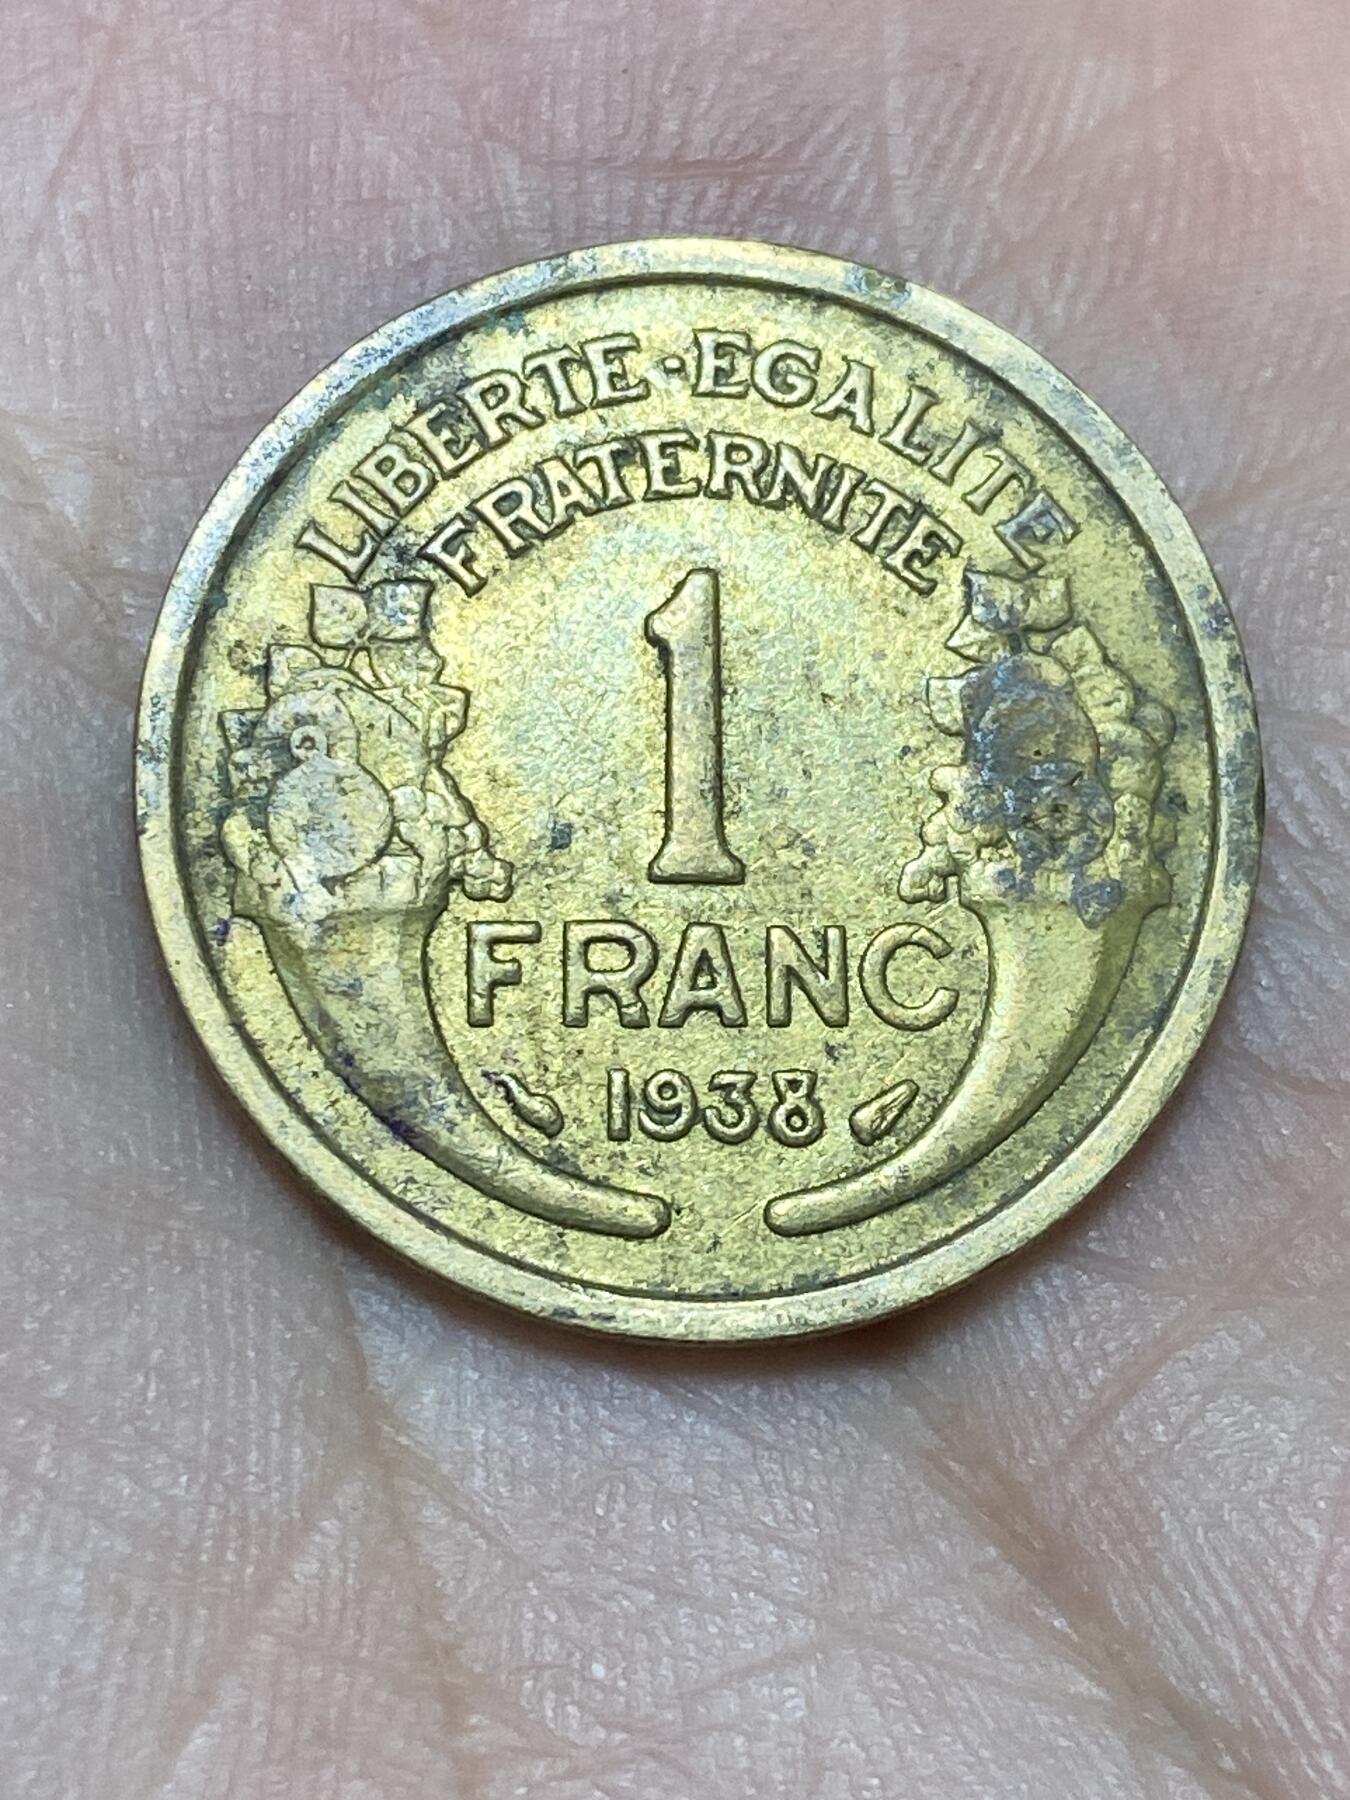 LIBERTE·EGALITE
FRATERNITE
1
FRANC
1938